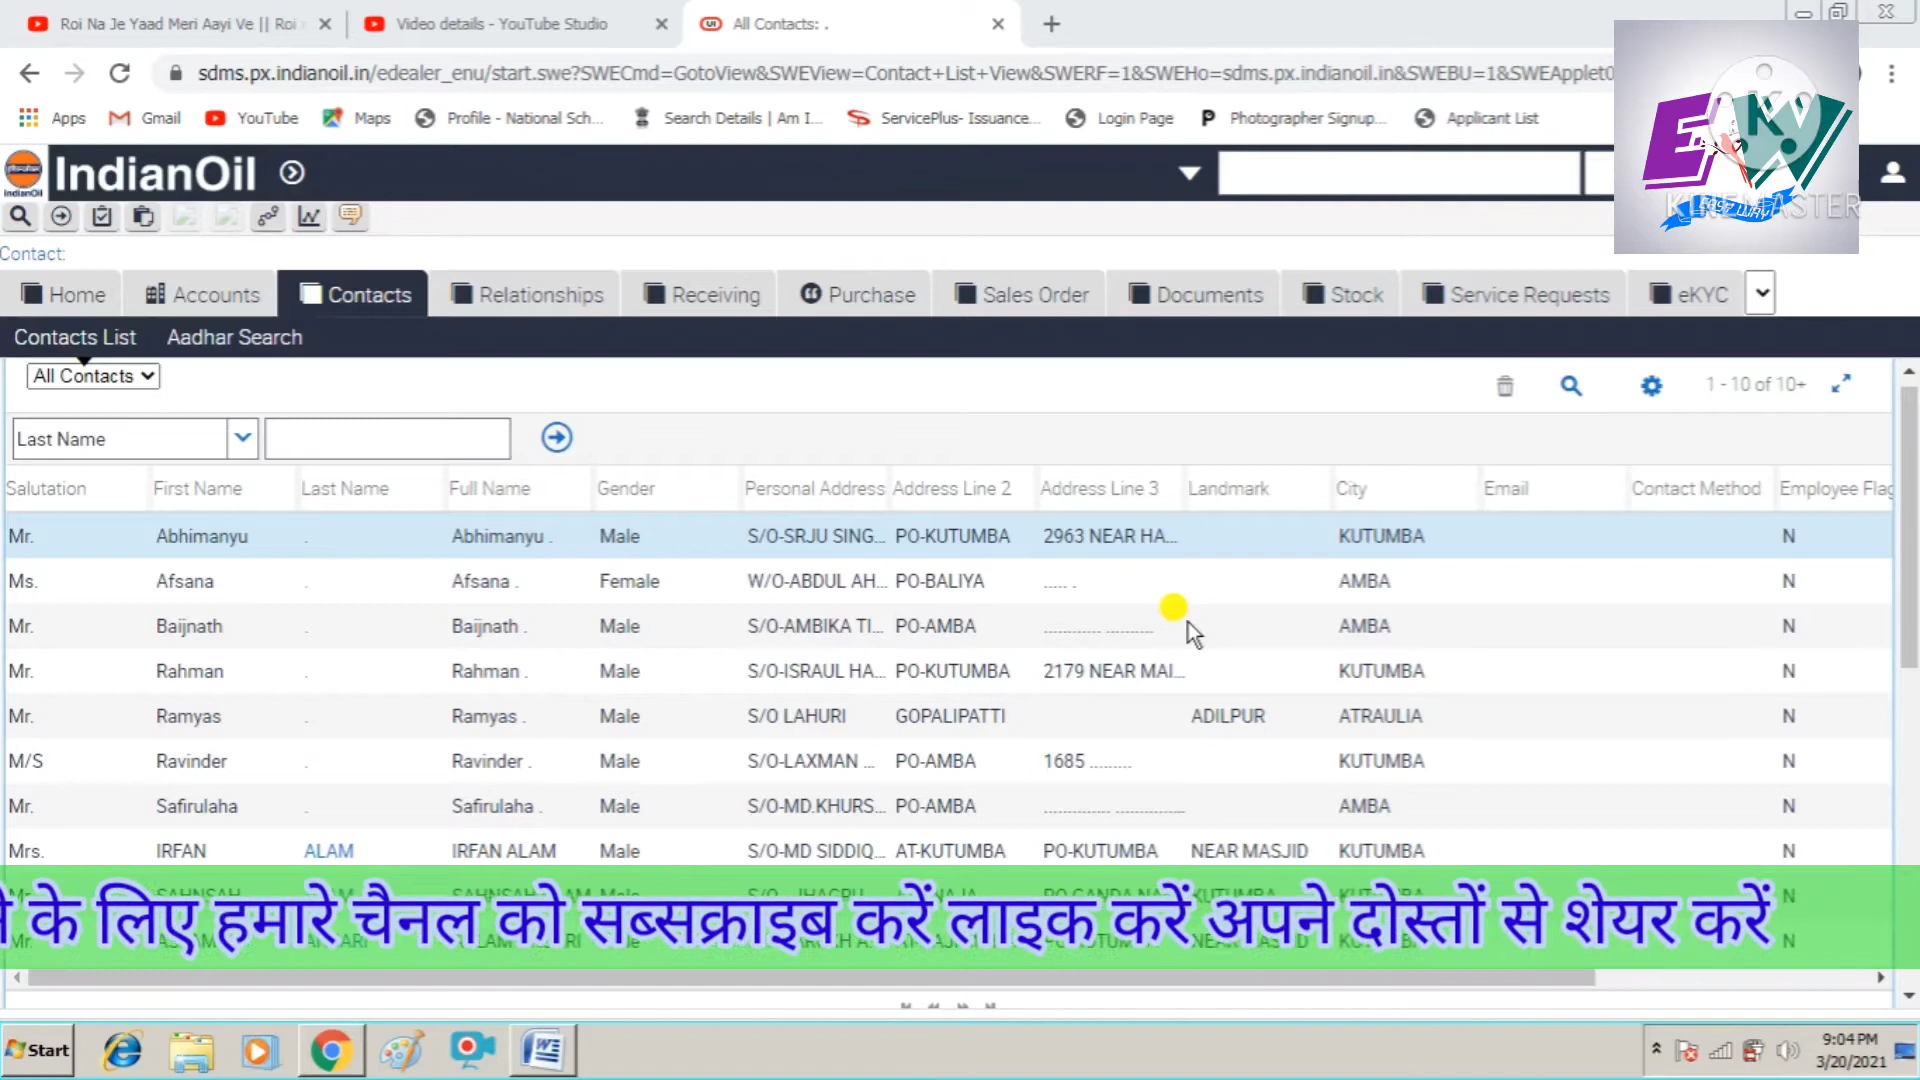 Roi Na Je Yaad Meri Aayi Ve || Roi
Video details - YouTube Studio
All Contacts: .
sdms.px.indianoil.in/edealer_enu/start.swe?SWECmd=GotoView&SWEView=Contact+List+View&SWERF=1&SWEHo=sdms.px.indianoil.in&SWEBU=1&SWEApplet0
Apps Gmail YouTube Maps Profile - National Sch... Search Details | Am I... ServicePlus- Issuance... Login Page Photographer Signup... Applicant List
IndianOil
KINEMASTER
Contact:
Home Accounts Contacts Relationships Receiving Purchase Sales Order Documents Stock Service Requests eKYC
Contacts List Aadhar Search
All Contacts 1 - 10 of 10+
Last Name
Salutation First Name Last Name Full Name Gender Personal Address Address Line 2 Address Line 3 Landmark City Email Contact Method Employee Flag
Mr. Abhimanyu . Abhimanyu . Male S/O-SRJU SING... PO-KUTUMBA 2963 NEAR HA... KUTUMBA N
Ms. Afsana . Afsana . Female W/O-ABDUL AH... PO-BALIYA ..... . AMBA N
Mr. Baijnath . Baijnath . Male S/O-AMBIKA TI... PO-AMBA ............ .......... AMBA N
Mr. Rahman . Rahman . Male S/O-ISRAUL HA... PO-KUTUMBA 2179 NEAR MAI... KUTUMBA N
Mr. Ramyas . Ramyas . Male S/O LAHURI GOPALIPATTI ADILPUR ATRAULIA N
M/S Ravinder . Ravinder . Male S/O-LAXMAN ... PO-AMBA 1685 ......... KUTUMBA N
Mr. Safirulaha . Safirulaha . Male S/O-MD.KHURS... PO-AMBA .............. .............. AMBA N
Mrs. IRFAN ALAM IRFAN ALAM Male S/O-MD SIDDIQ... AT-KUTUMBA PO-KUTUMBA NEAR MASJID KUTUMBA N
के लिए हमारे चैनल को सब्सक्राइब करें लाइक करें अपने दोस्तों से शेयर करें
Start
9:04 PM
3/20/2021